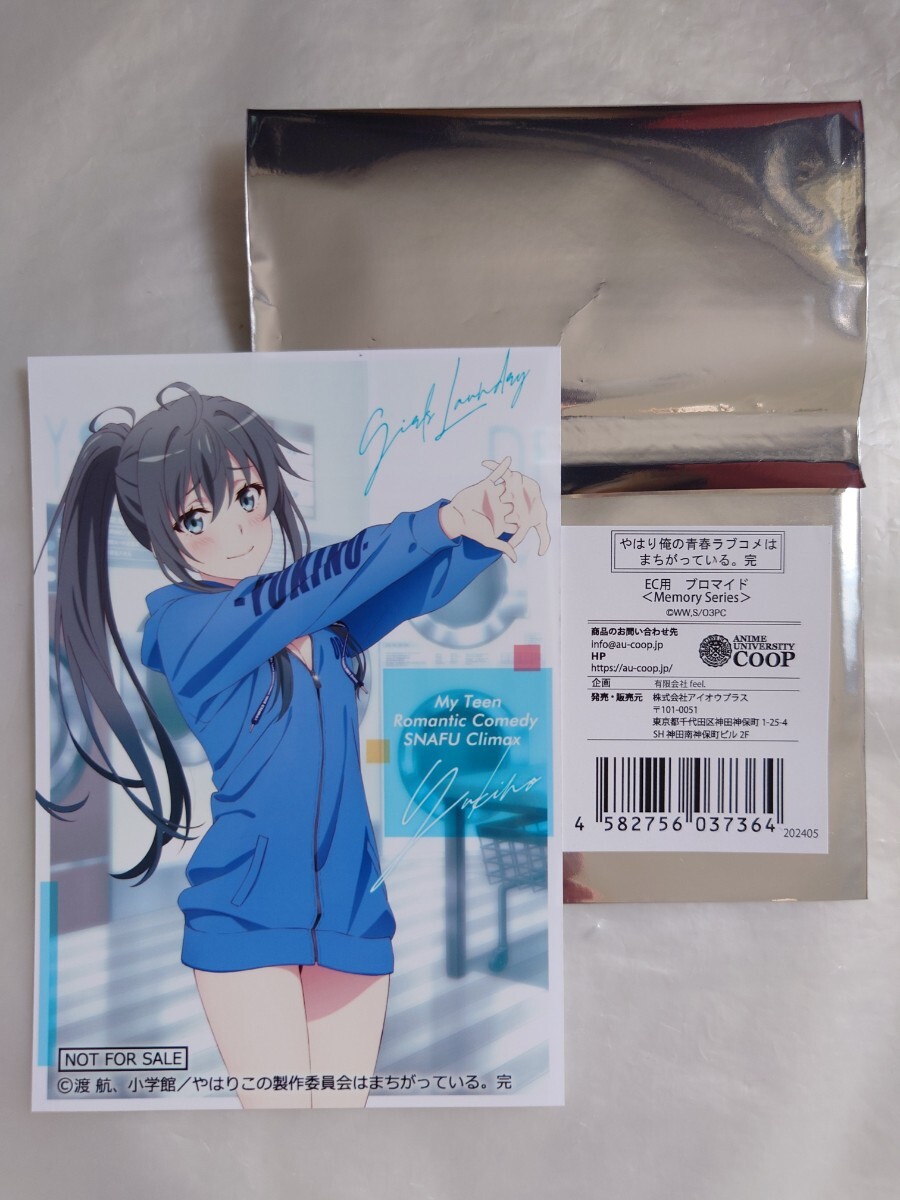 Girls Laundry
-YUKINO-
My Teen
Romantic Comedy
SNAFU Climax
Yukino
NOT FOR SALE
©渡 航、小学館／やはりこの製作委員会はまちがっている。完
やはり俺の青春ラブコメは
まちがっている。完
EC用 ブロマイド
＜Memory Series＞
©WW,S/O3PC
商品のお問い合わせ先
info@au-coop.jp
HP
https://au-coop.jp/
ANIME
UNIVERSITY
COOP
企画 有限会社 feel.
発売・販売元 株式会社アイオウプラス
〒101-0051
東京都千代田区神田神保町 1-25-4
SH 神田南神保町ビル 2F
4 582756 037364
202405